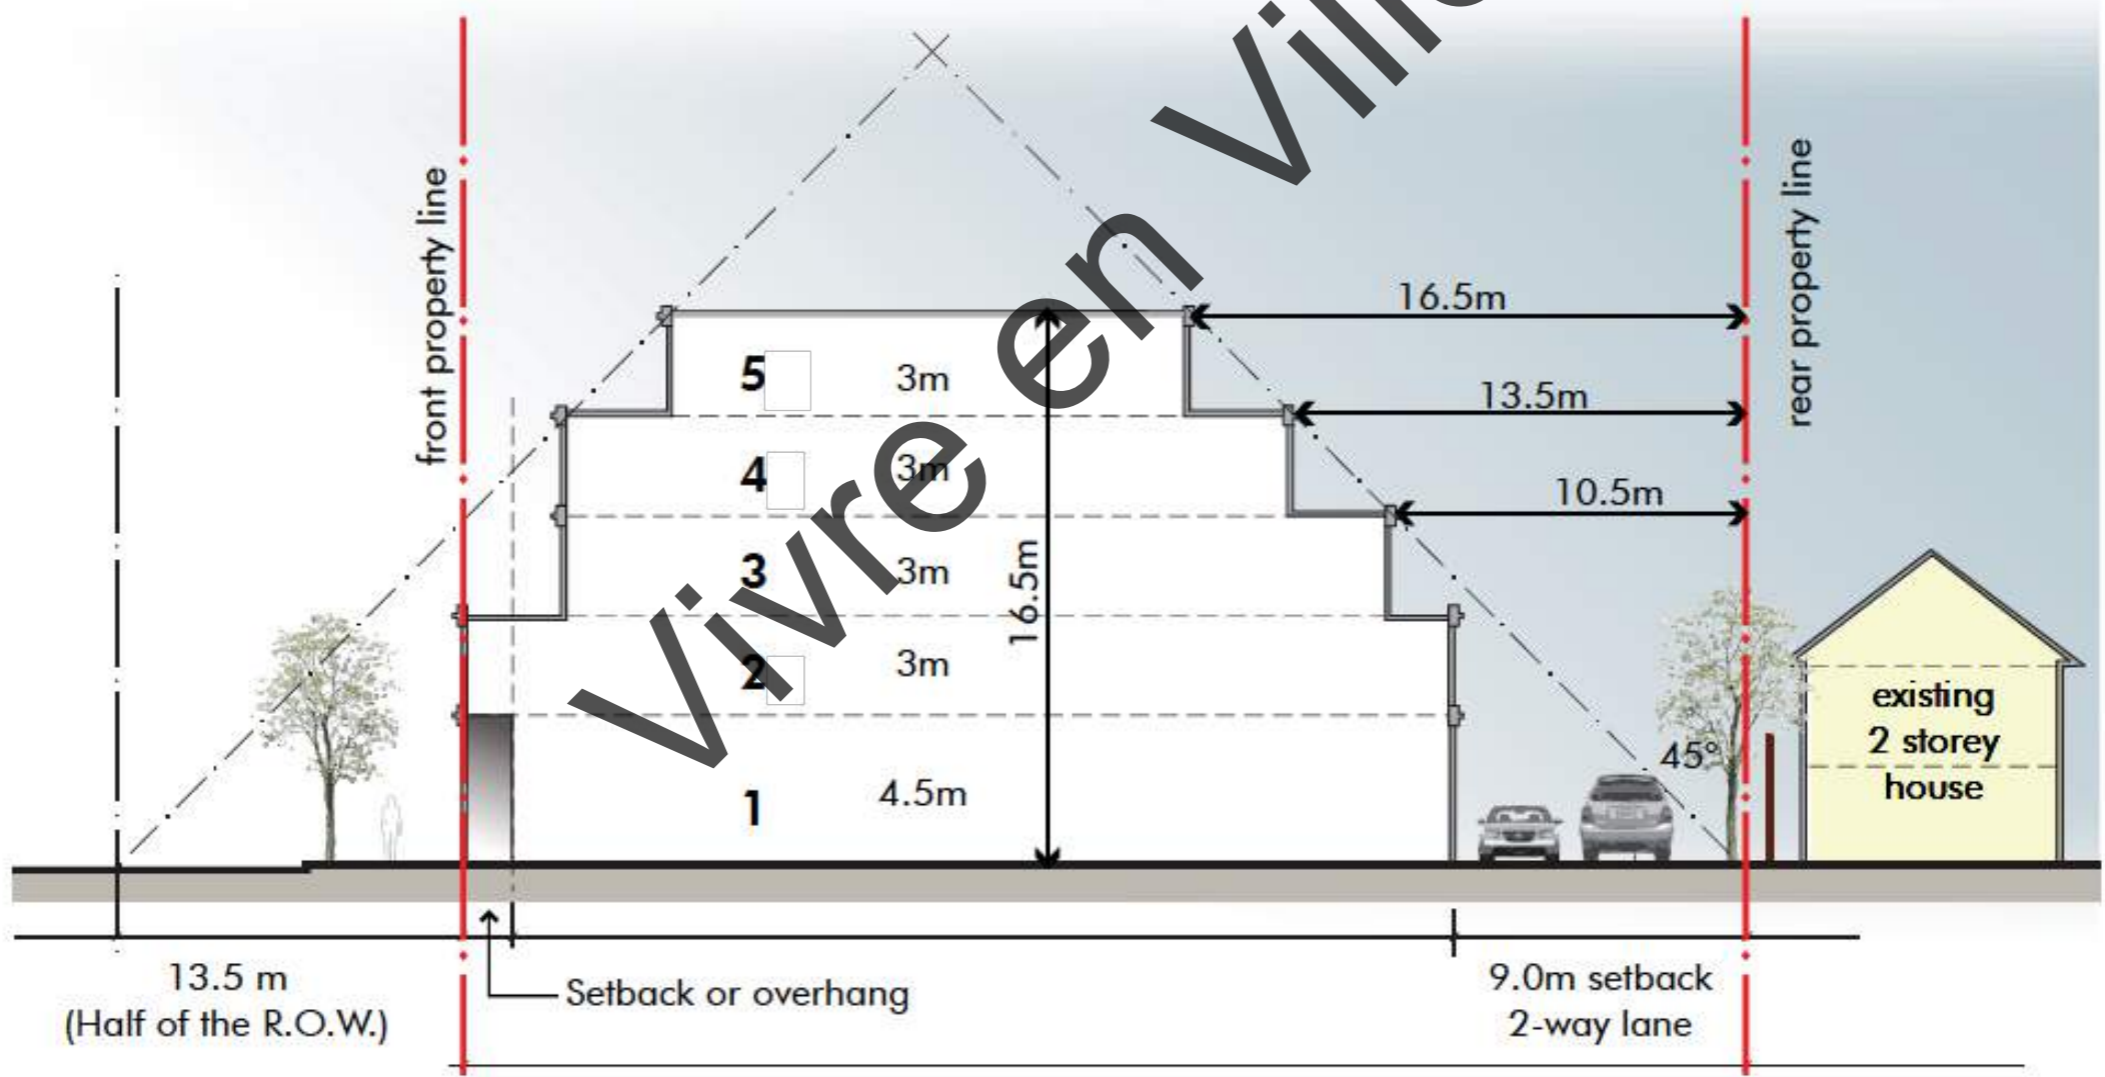 Vivre en Ville
front property line
rear property line
16.5m
13.5m
10.5m
5
3m
4
3m
3
3m
16.5m
2
3m
1
4.5m
45°
existing
2 storey
house
13.5 m
(Half of the R.O.W.)
Setback or overhang
9.0m setback
2-way lane